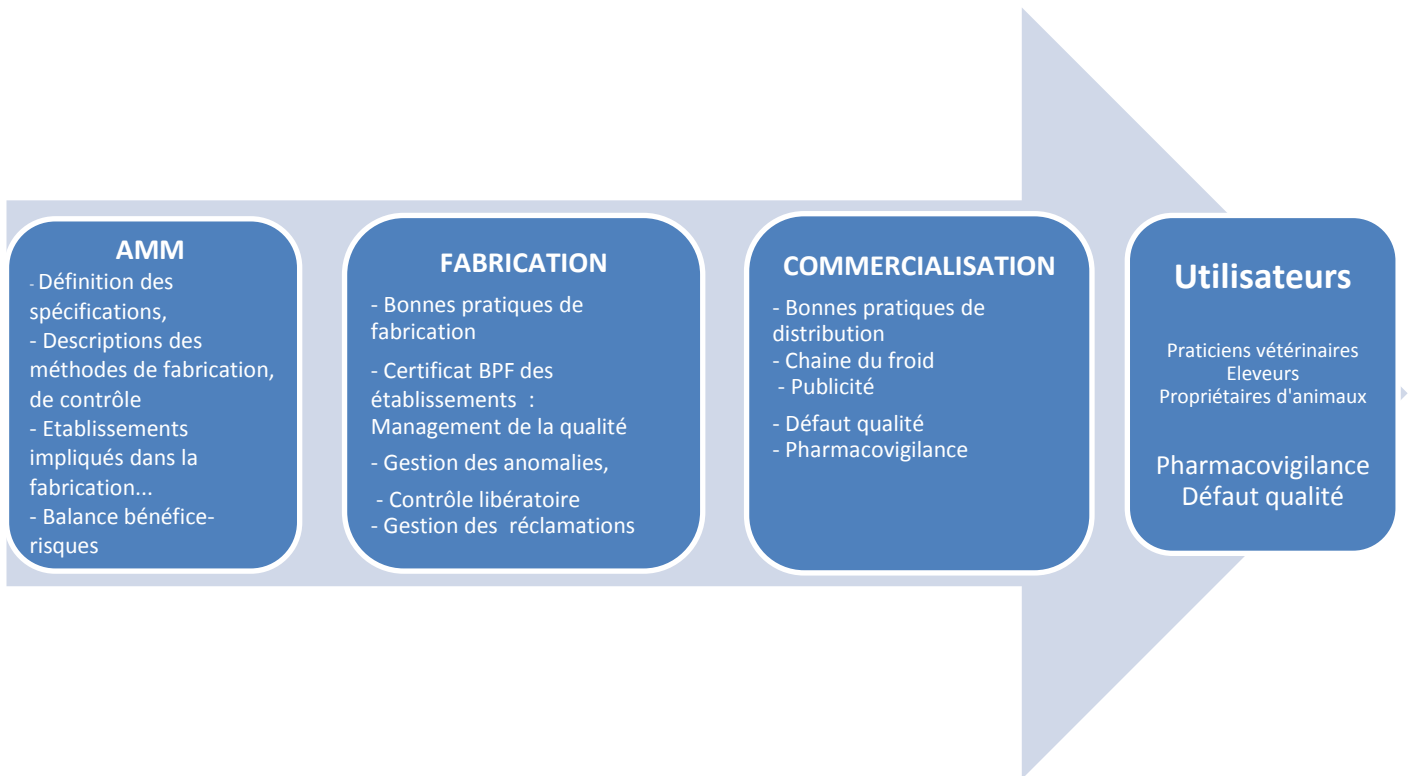 AMM
- Définition des
spécifications,
- Descriptions des
méthodes de fabrication,
de contrôle
- Etablissements
impliqués dans la
fabrication...
- Balance bénéfice-
risques
FABRICATION
- Bonnes pratiques de
fabrication
- Certificat BPF des
établissements :
Management de la qualité
- Gestion des anomalies,
- Contrôle libératoire
- Gestion des réclamations
COMMERCIALISATION
- Bonnes pratiques de
distribution
- Chaine du froid
- Publicité
- Défaut qualité
- Pharmacovigilance
Utilisateurs
Praticiens vétérinaires
Eleveurs
Propriétaires d'animaux
Pharmacovigilance
Défaut qualité